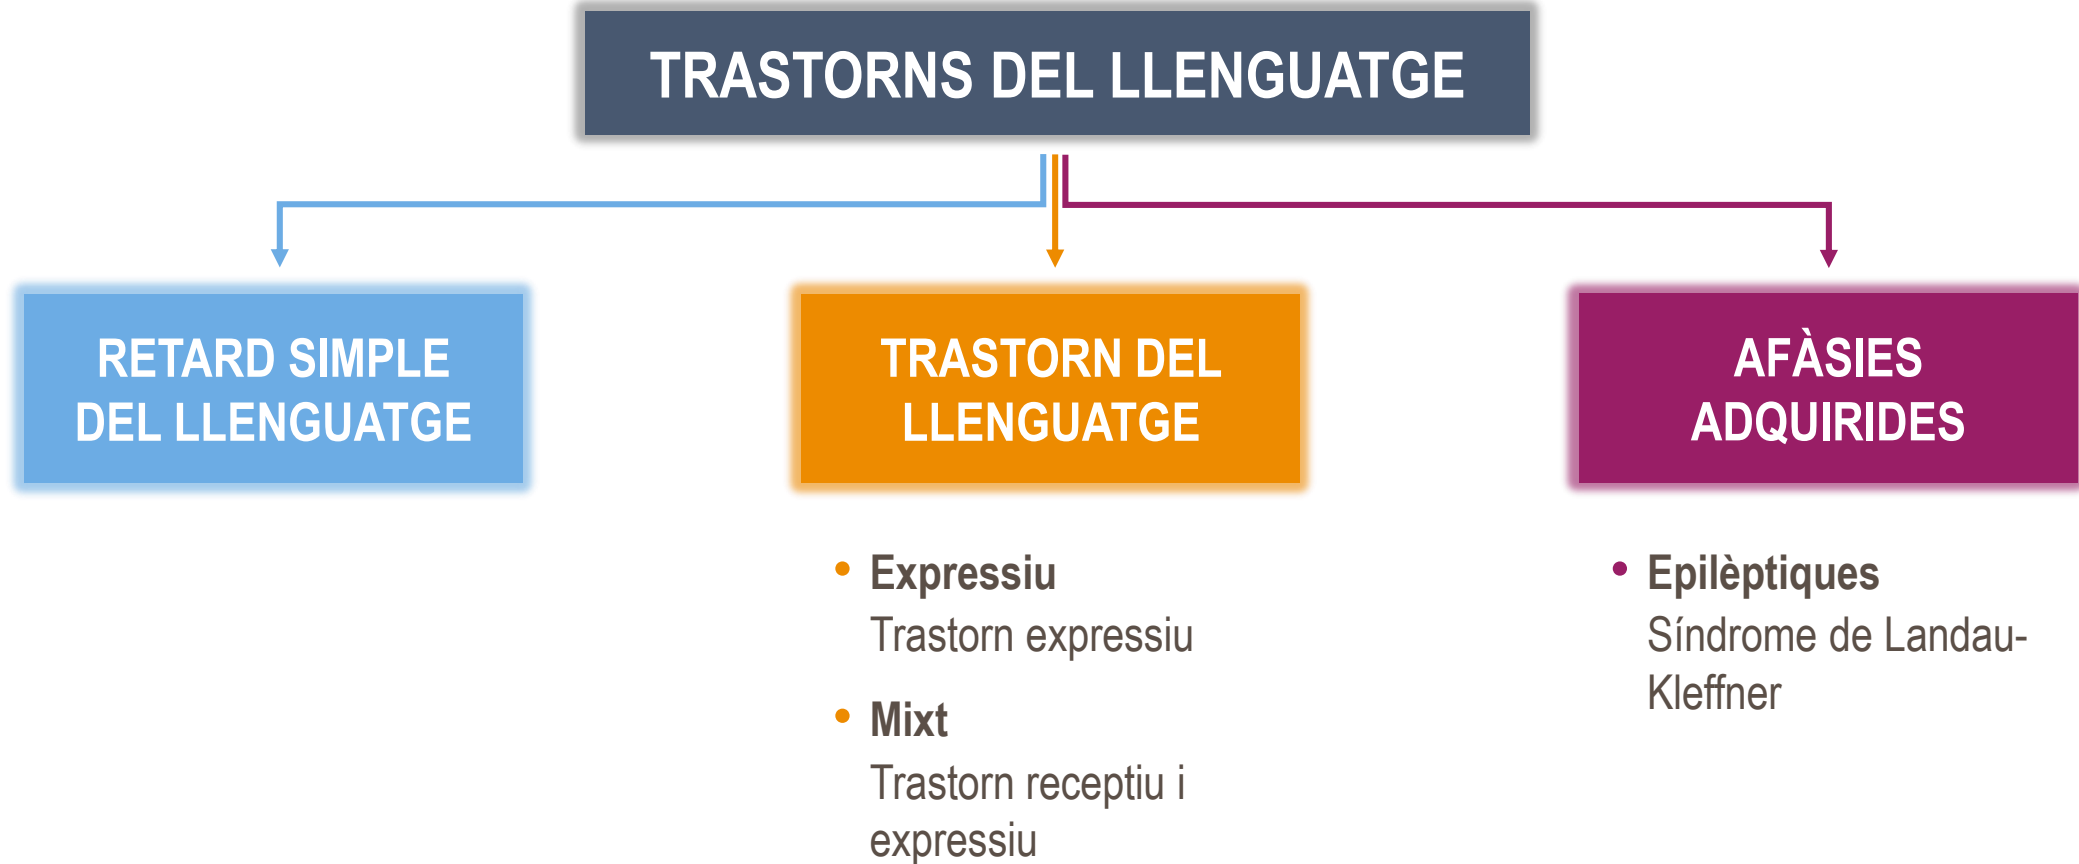 TRASTORNS DEL LLENGUATGE
RETARD SIMPLE
DEL LLENGUATGE
TRASTORN DEL
LLENGUATGE
• Expressiu
Trastorn expressiu
• Mixt
Trastorn receptiu i
expressiu
AFÀSIES
ADQUIRIDES
• Epilèptiques
Síndrome de Landau-
Kleffner